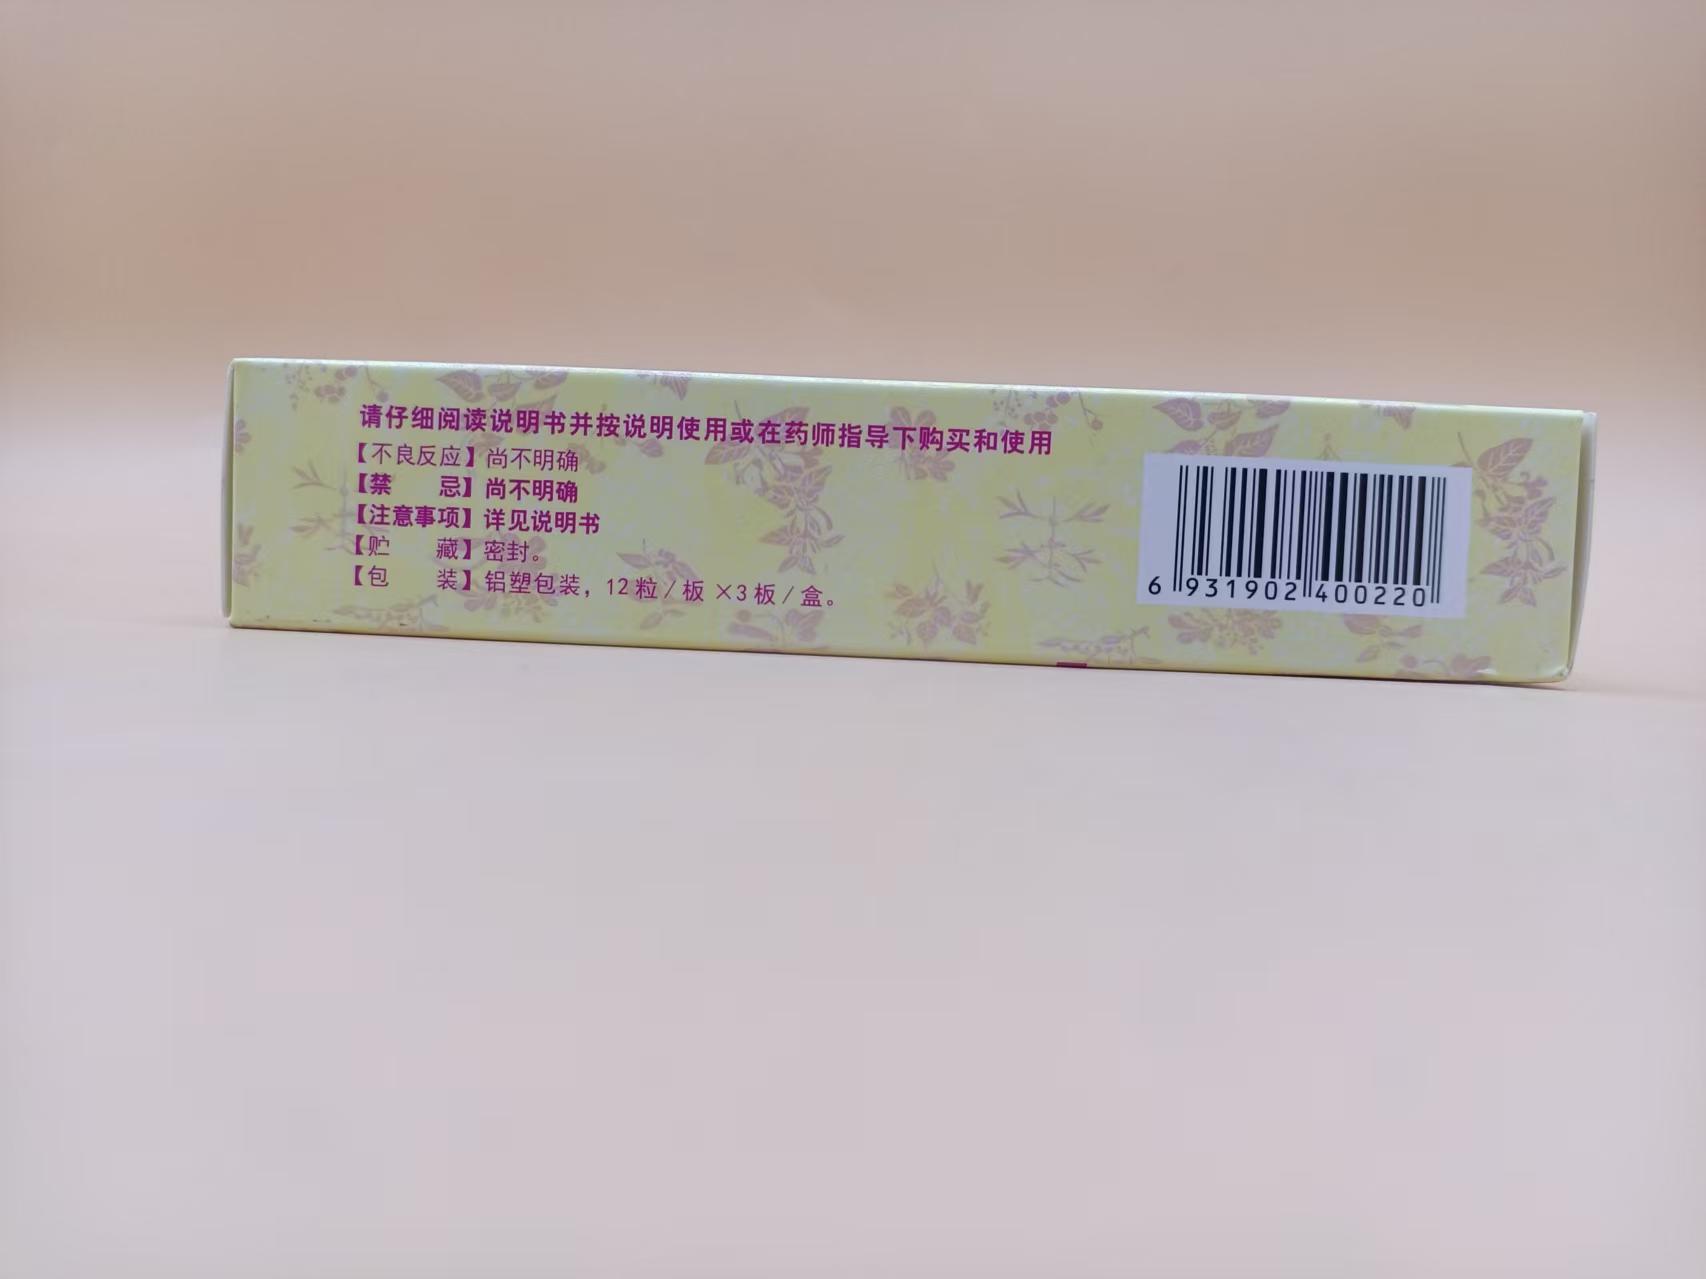 请仔细阅读说明书并按说明使用或在药师指导下购买和使用
【不良反应】尚不明确
【禁　　忌】尚不明确
【注意事项】详见说明书
【贮　　藏】密封。
【包　　装】铝塑包装，12粒/板×3板/盒。
6 931902 400220